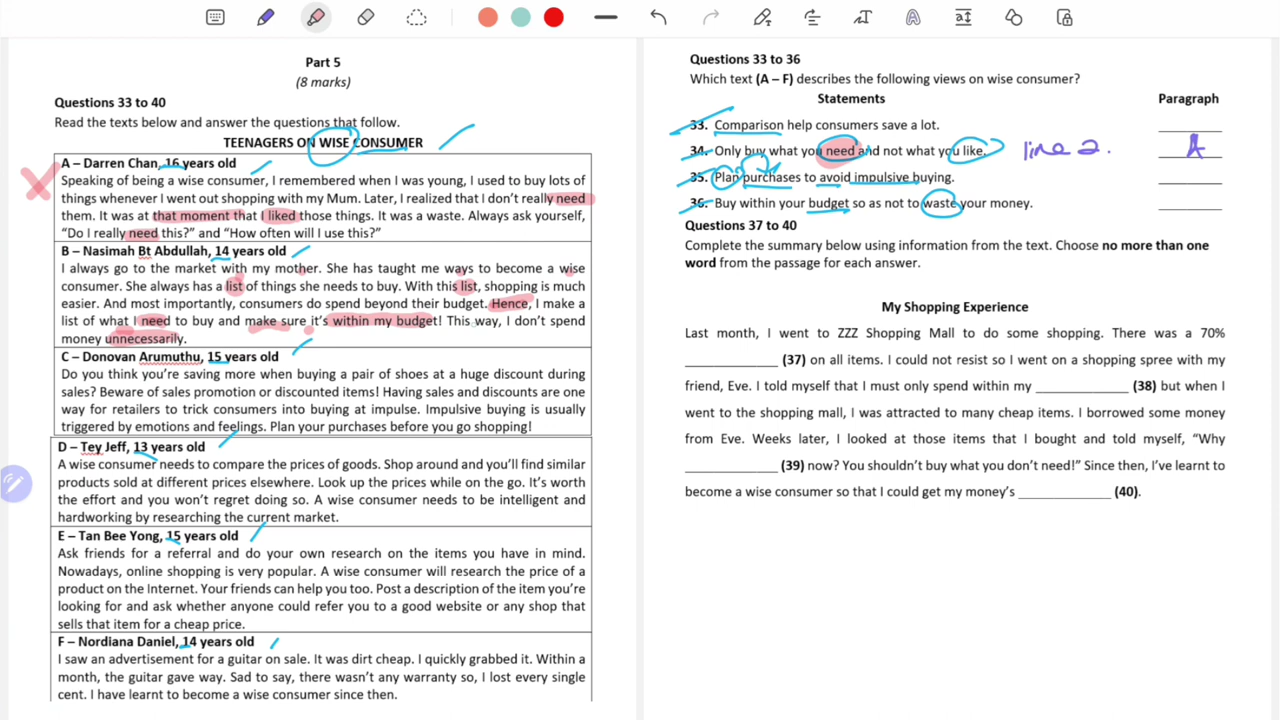 Part 5
(8 marks)
Questions 33 to 40
Read the texts below and answer the questions that follow.
TEENAGERS ON WISE CONSUMER
A – Darren Chan, 16 years old
Speaking of being a wise consumer, I remembered when I was young, I used to buy lots of
things whenever I went out shopping with my Mum. Later, I realized that I don't really need
them. It was at that moment that I liked those things. It was a waste. Always ask yourself,
“Do I really need this?” and “How often will I use this?”
B – Nasimah Bt Abdullah, 14 years old
I always go to the market with my mother. She has taught me ways to become a wise
consumer. She always has a list of things she needs to buy. With this list, shopping is much
easier. And most importantly, consumers do spend beyond their budget. Hence, I make a
list of what I need to buy and make sure it's within my budget! This way, I don't spend
money unnecessarily.
C – Donovan Arumuthu, 15 years old
Do you think you're saving more when buying a pair of shoes at a huge discount during
sales? Beware of sales promotion or discounted items! Having sales and discounts are one
way for retailers to trick consumers into buying at impulse. Impulsive buying is usually
triggered by emotions and feelings. Plan your purchases before you go shopping!
D – Tey Jeff, 13 years old
A wise consumer needs to compare the prices of goods. Shop around and you'll find similar
products sold at different prices elsewhere. Look up the prices while on the go. It's worth
the effort and you won't regret doing so. A wise consumer needs to be intelligent and
hardworking by researching the current market.
E – Tan Bee Yong, 15 years old
Ask friends for a referral and do your own research on the items you have in mind.
Nowadays, online shopping is very popular. A wise consumer will research the price of a
product on the Internet. Your friends can help you too. Post a description of the item you're
looking for and ask whether anyone could refer you to a good website or any shop that
sells that item for a cheap price.
F – Nordiana Daniel, 14 years old
I saw an advertisement for a guitar on sale. It was dirt cheap. I quickly grabbed it. Within a
month, the guitar gave way. Sad to say, there wasn't any warranty so, I lost every single
cent. I have learnt to become a wise consumer since then.
Questions 33 to 36
Which text (A – F) describes the following views on wise consumer?
Statements Paragraph
33. Comparison help consumers save a lot.
34. Only buy what you need and not what you like. line 2. A
35. Plan purchases to avoid impulsive buying.
36. Buy within your budget so as not to waste your money.
Questions 37 to 40
Complete the summary below using information from the text. Choose no more than one
word from the passage for each answer.
My Shopping Experience
Last month, I went to ZZZ Shopping Mall to do some shopping. There was a 70%
_____________ (37) on all items. I could not resist so I went on a shopping spree with my
friend, Eve. I told myself that I must only spend within my _____________ (38) but when I
went to the shopping mall, I was attracted to many cheap items. I borrowed some money
from Eve. Weeks later, I looked at those items that I bought and told myself, “Why
_____________ (39) now? You shouldn't buy what you don't need!” Since then, I've learnt to
become a wise consumer so that I could get my money's _____________ (40).